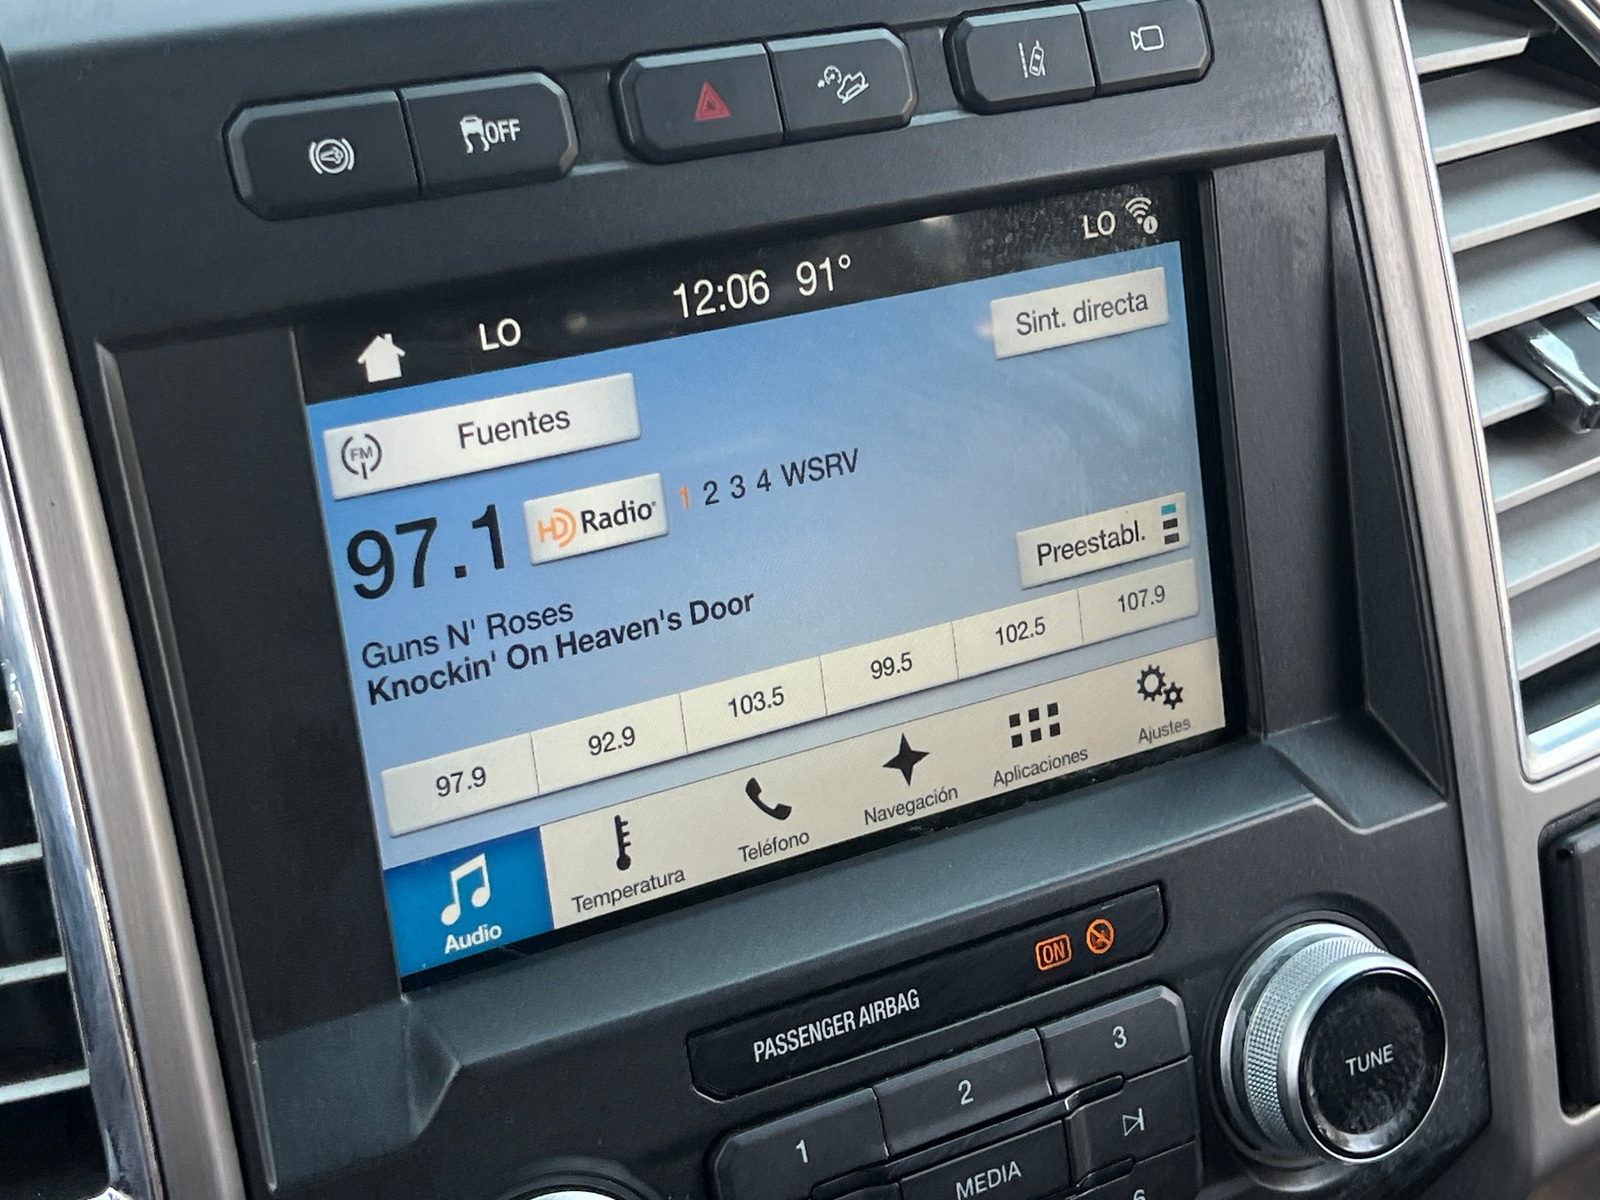 OFF
LO 12:06 91° LO
Sint. directa
FM Fuentes
97.1 HD Radio 1 2 3 4 WSRV
Preestabl.
Guns N' Roses
Knockin' On Heaven's Door
97.9 92.9 103.5 99.5 102.5 107.9
Audio Temperatura Teléfono Navegación Aplicaciones Ajustes
PASSENGER AIRBAG ON
1 2 3
TUNE
MEDIA
6